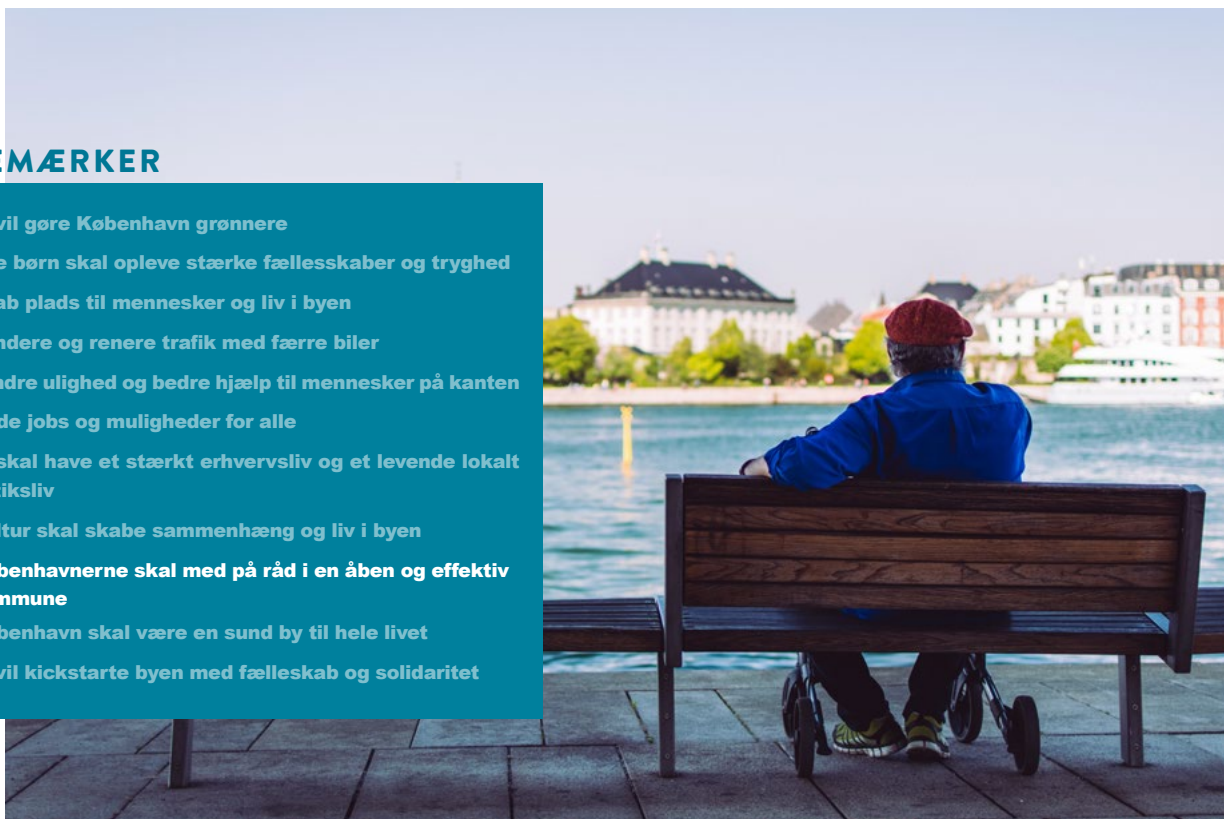 EMÆRKER
vil gøre København grønnere
e børn skal opleve stærke fællesskaber og tryghed
ab plads til mennesker og liv i byen
ndere og renere trafik med færre biler
ndre ulighed og bedre hjælp til mennesker på kanten
de jobs og muligheder for alle
skal have et stærkt erhvervsliv og et levende lokalt
tiksliv
ltur skal skabe sammenhæng og liv i byen
benhavnerne skal med på råd i en åben og effektiv
mmune
benhavn skal være en sund by til hele livet
vil kickstarte byen med fælleskab og solidaritet